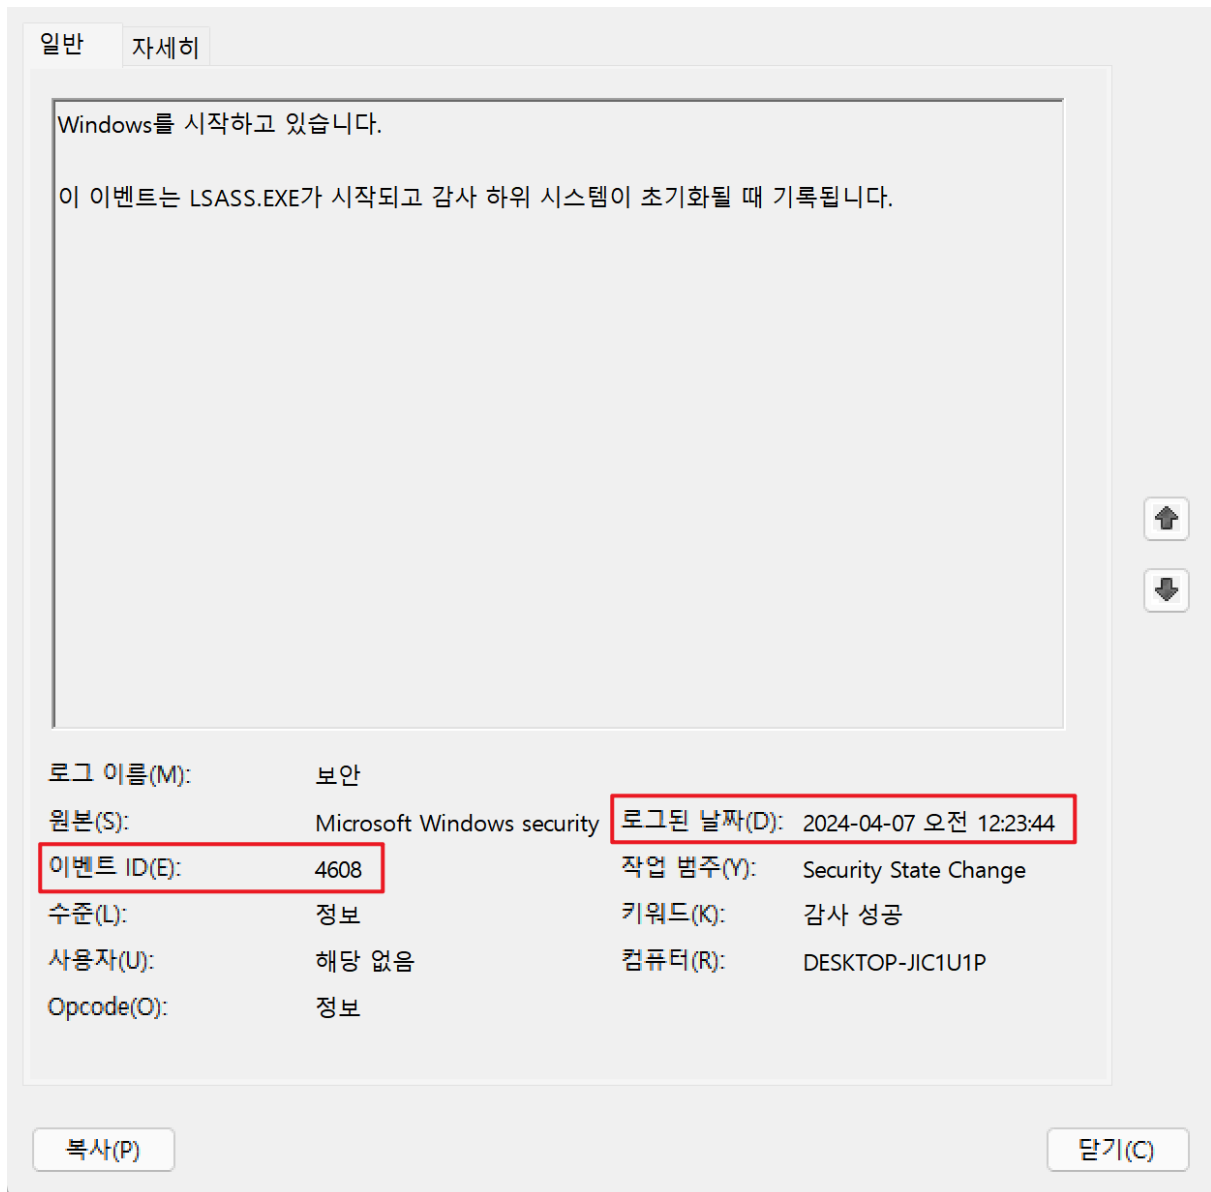 일반
자세히
Windows를 시작하고 있습니다.
이 이벤트는 LSASS.EXE가 시작되고 감사 하위 시스템이 초기화될 때 기록됩니다.
로그 이름(M): 보안
원본(S): Microsoft Windows security 로그된 날짜(D): 2024-04-07 오전 12:23:44
이벤트 ID(E): 4608 작업 범주(Y): Security State Change
수준(L): 정보 키워드(K): 감사 성공
사용자(U): 해당 없음 컴퓨터(R): DESKTOP-JIC1U1P
Opcode(O): 정보
복사(P) 닫기(C)